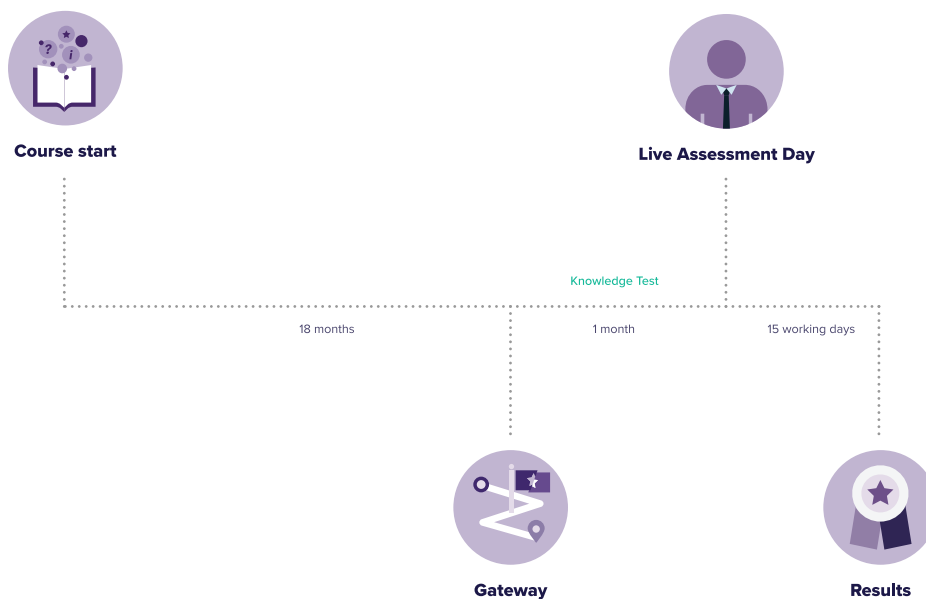 ? i
Course start
Live Assessment Day
Knowledge Test
18 months
1 month
15 working days
Gateway
Results